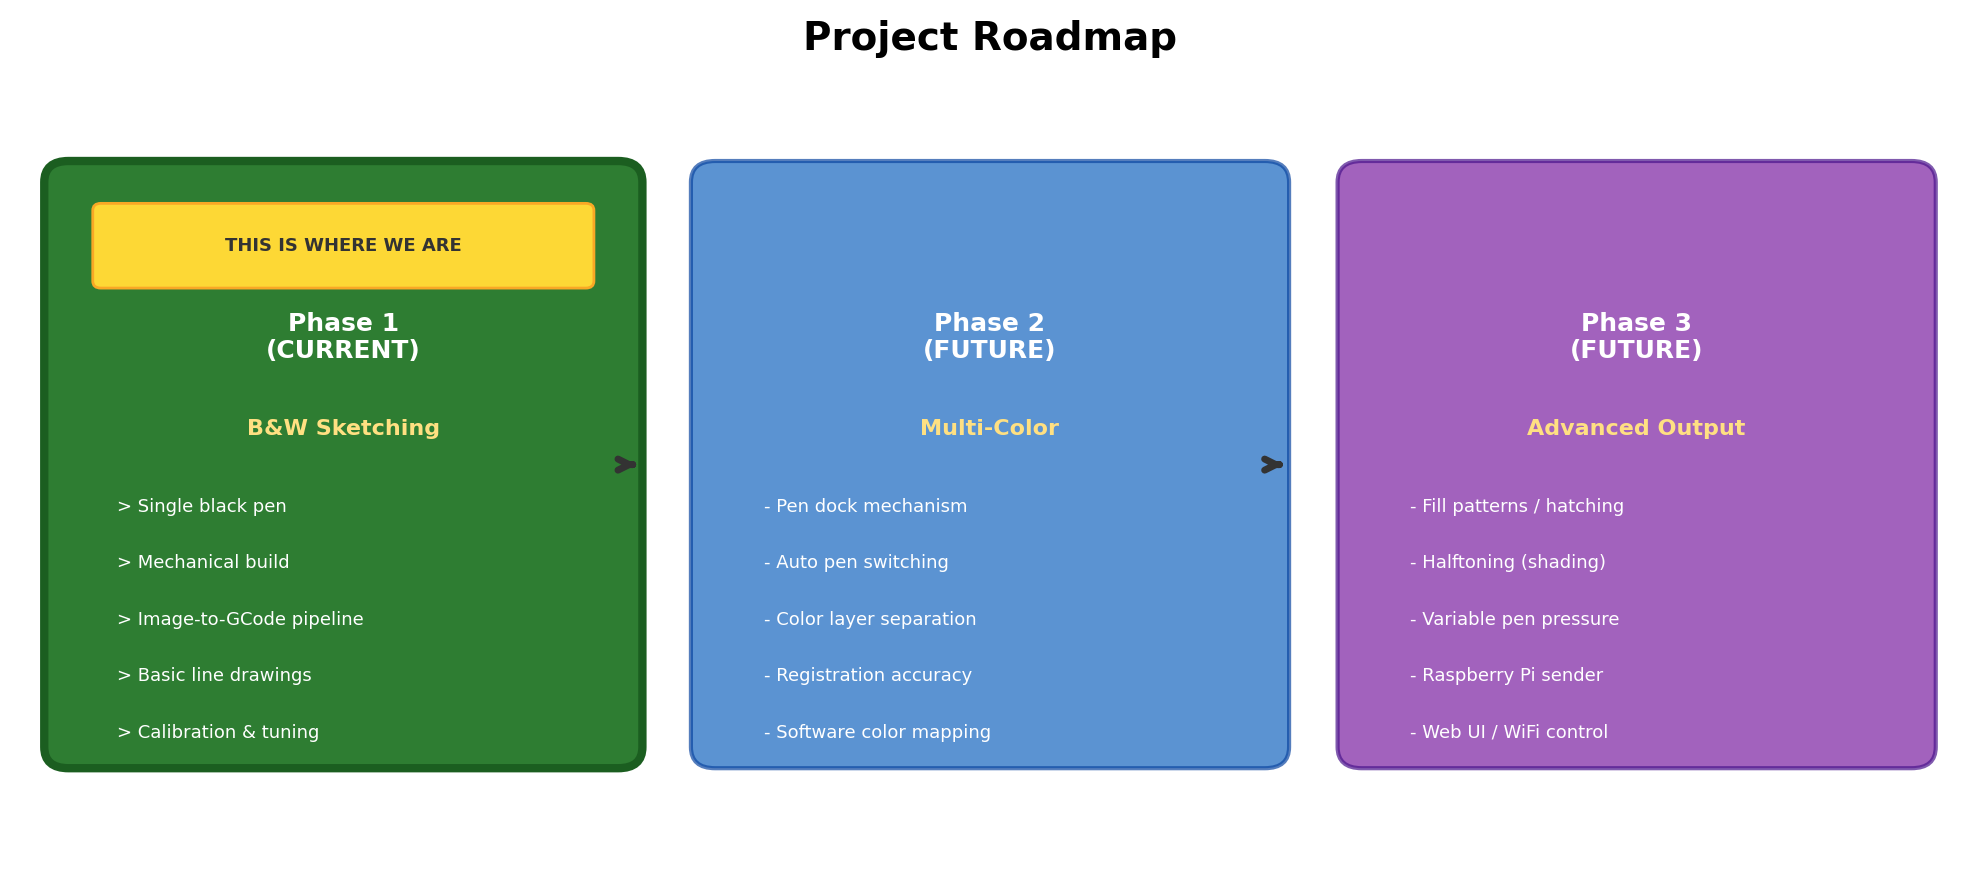 Project Roadmap
THIS IS WHERE WE ARE
Phase 1
(CURRENT)
B&W Sketching
> Single black pen
> Mechanical build
> Image-to-GCode pipeline
> Basic line drawings
> Calibration & tuning
Phase 2
(FUTURE)
Multi-Color
- Pen dock mechanism
- Auto pen switching
- Color layer separation
- Registration accuracy
- Software color mapping
Phase 3
(FUTURE)
Advanced Output
- Fill patterns / hatching
- Halftoning (shading)
- Variable pen pressure
- Raspberry Pi sender
- Web UI / WiFi control